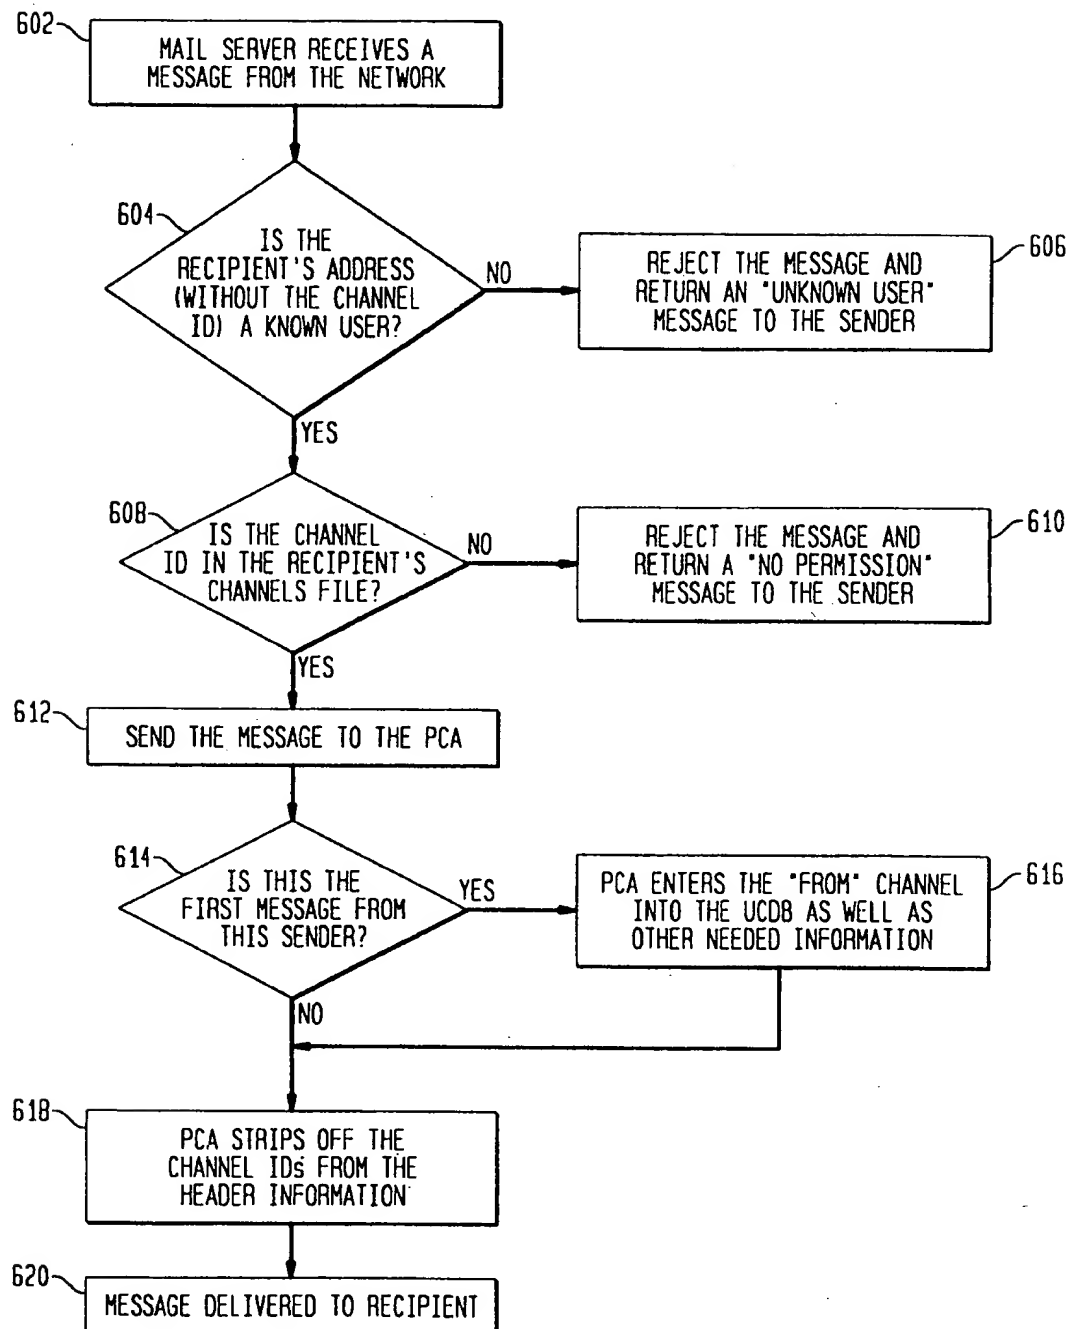 602
MAIL SERVER RECEIVES A
MESSAGE FROM THE NETWORK
604
IS THE
RECIPIENT'S ADDRESS
(WITHOUT THE CHANNEL
ID) A KNOWN USER?
NO
606
REJECT THE MESSAGE AND
RETURN AN "UNKNOWN USER"
MESSAGE TO THE SENDER
YES
608
IS THE CHANNEL
ID IN THE RECIPIENT'S
CHANNELS FILE?
NO
610
REJECT THE MESSAGE AND
RETURN A "NO PERMISSION"
MESSAGE TO THE SENDER
YES
612
SEND THE MESSAGE TO THE PCA
614
IS THIS THE
FIRST MESSAGE FROM
THIS SENDER?
YES
616
PCA ENTERS THE "FROM" CHANNEL
INTO THE UCDB AS WELL AS
OTHER NEEDED INFORMATION
NO
618
PCA STRIPS OFF THE
CHANNEL IDs FROM THE
HEADER INFORMATION
620
MESSAGE DELIVERED TO RECIPIENT